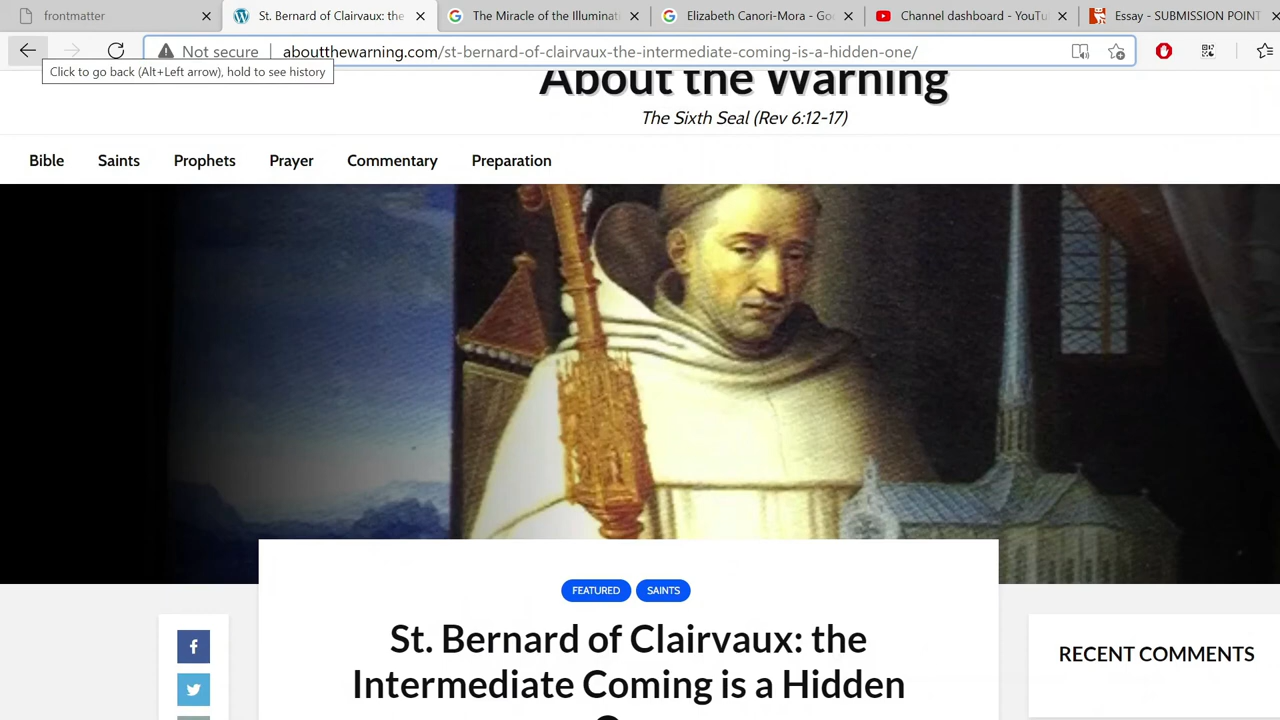 frontmatter
St. Bernard of Clairvaux: the
The Miracle of the Illuminati
Elizabeth Canori-Mora - Go
Channel dashboard - YouTu
Essay - SUBMISSION POINT
Not secure
aboutthewarning.com/st-bernard-of-clairvaux-the-intermediate-coming-is-a-hidden-one/
Click to go back (Alt+Left arrow), hold to see history
About the Warning
The Sixth Seal (Rev 6:12-17)
Bible Saints Prophets Prayer Commentary Preparation
FEATURED SAINTS
St. Bernard of Clairvaux: the
Intermediate Coming is a Hidden
RECENT COMMENTS